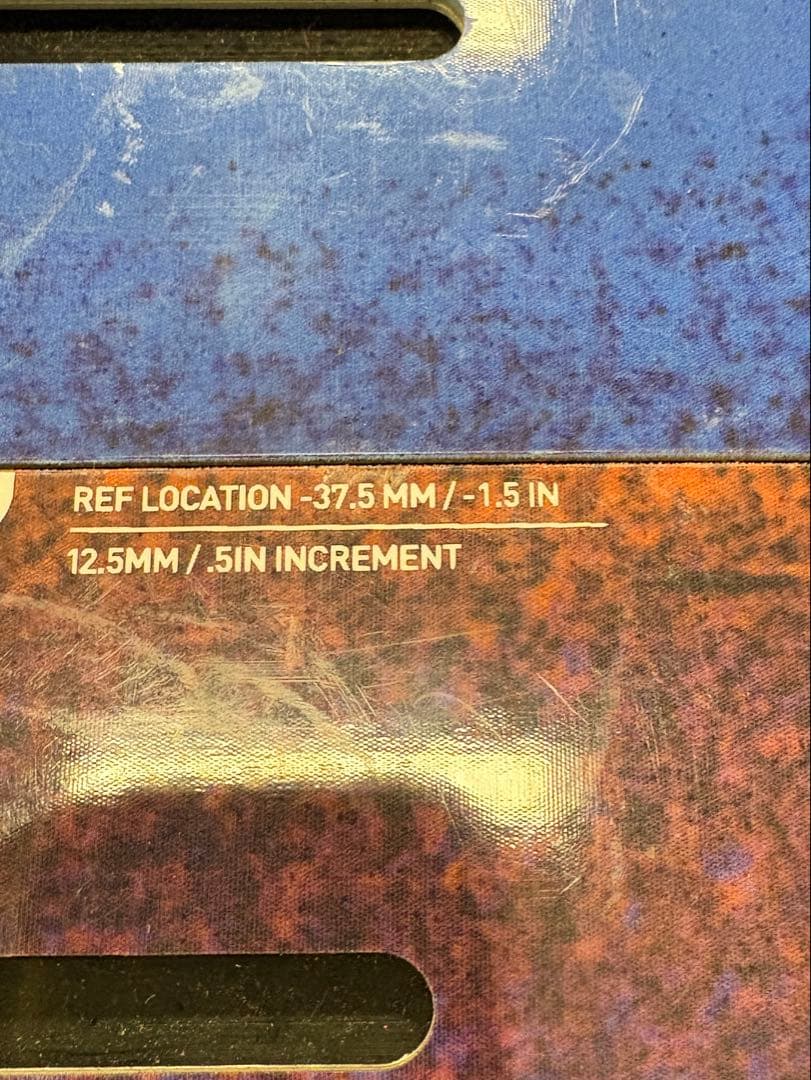 REF LOCATION -37.5 MM / -1.5 IN
12.5MM / .5IN INCREMENT